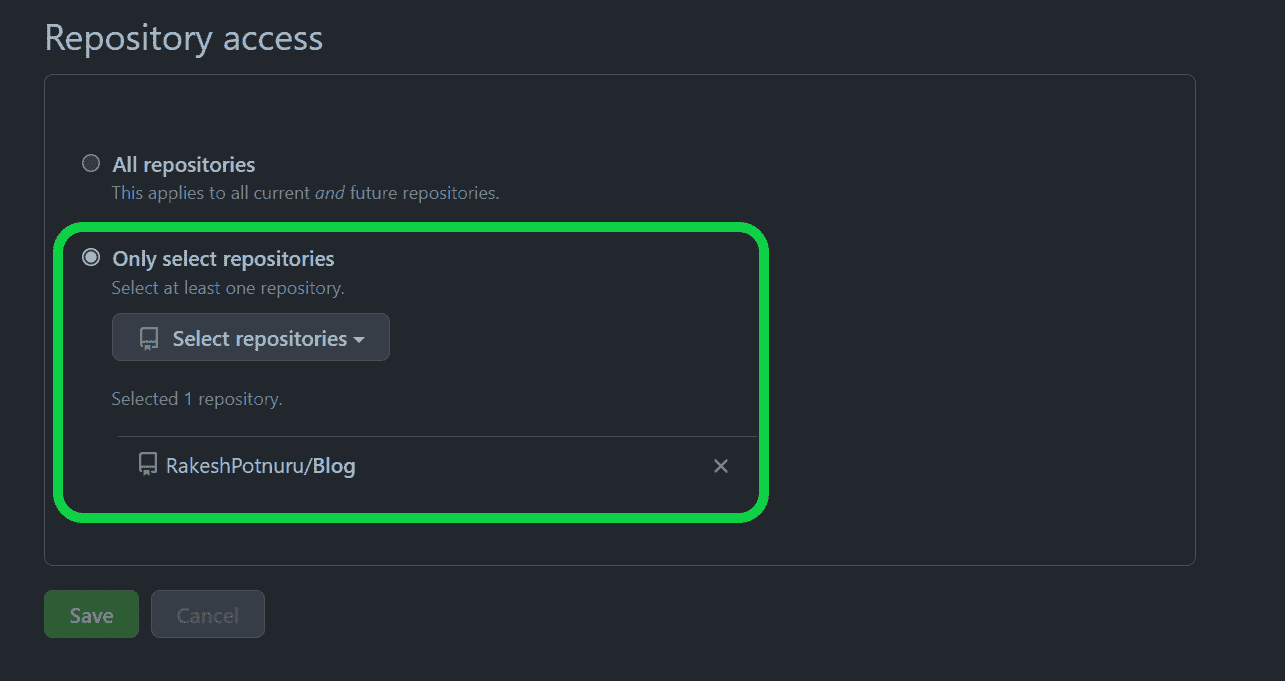 Repository access
All repositories
This applies to all current and future repositories.
Only select repositories
Select at least one repository.
Select repositories
Selected 1 repository.
RakeshPotnuru/Blog
Save Cancel